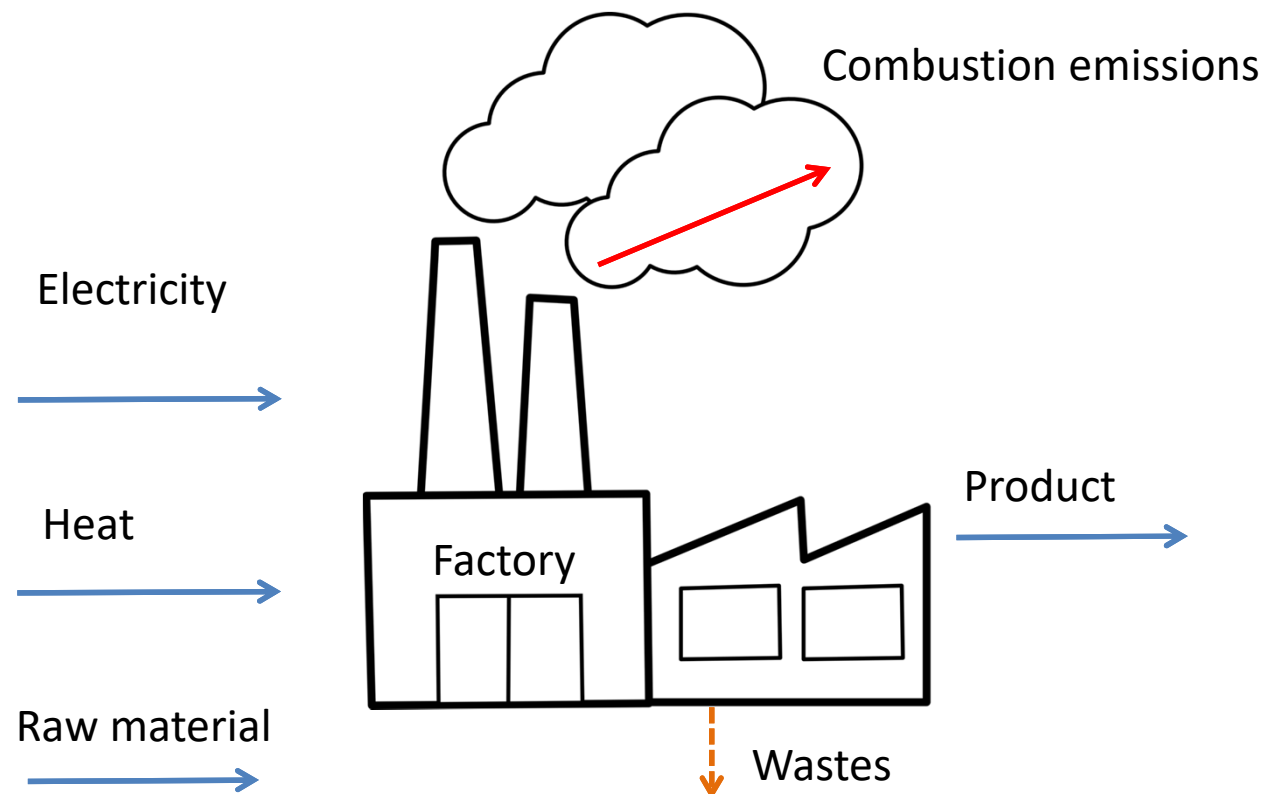 Combustion emissions
Electricity
Heat
Factory
Product
Raw material
Wastes